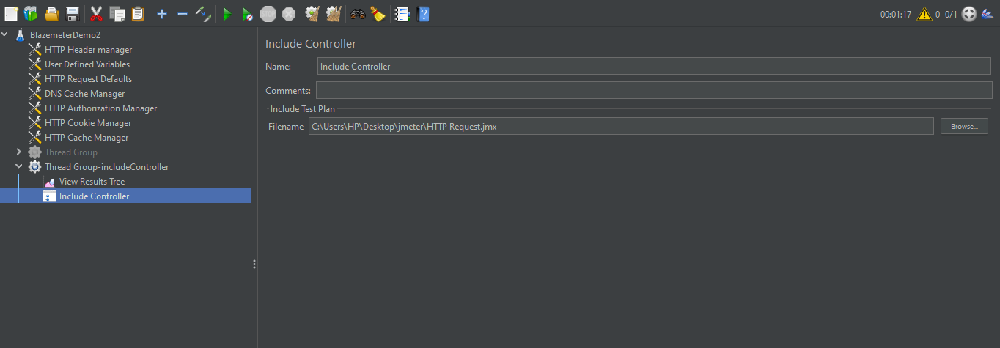 00:01:17 0 0/1
BlazemeterDemo2
HTTP Header manager
User Defined Variables
HTTP Request Defaults
DNS Cache Manager
HTTP Authorization Manager
HTTP Cookie Manager
HTTP Cache Manager
Thread Group
Thread Group-includeController
View Results Tree
Include Controller
Include Controller
Name: Include Controller
Comments:
Include Test Plan
Filename C:\Users\HP\Desktop\jmeter\HTTP Request.jmx Browse...